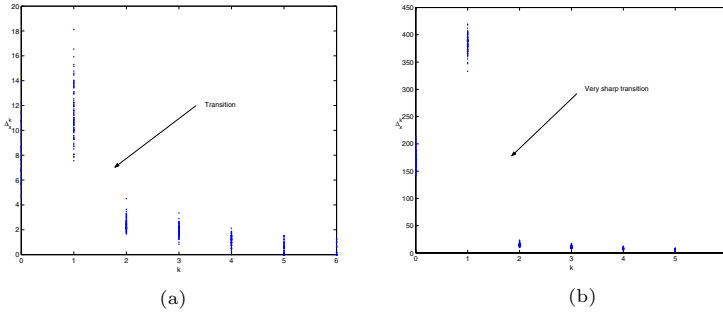 20
18
16
14
12
10
8
6
4
2
0
Δ_x^k
Transition
0 1 2 3 4 5 6
k
(a)
450
400
350
300
250
200
150
100
50
0
Δ_x^k
Very sharp transition
0 1 2 3 4 5
k
(b)